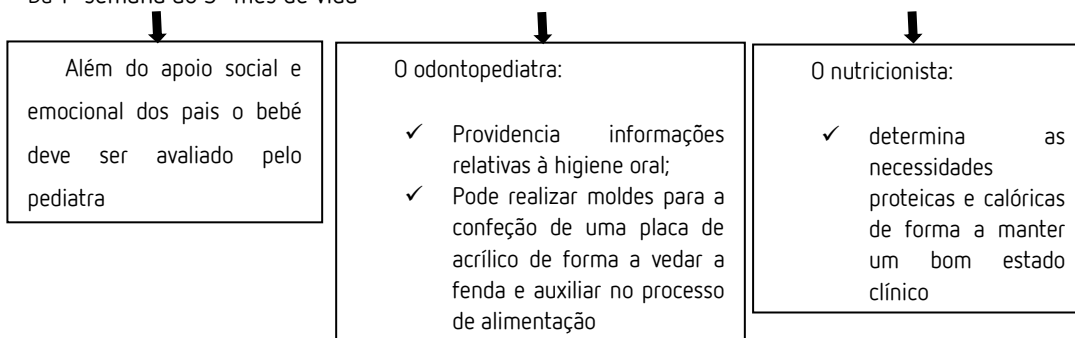 Da 1ª semana ao 3º mês de vida
Além do apoio social e
emocional dos pais o bebé
deve ser avaliado pelo
pediatra
O odontopediatra:
✓ Providencia informações
relativas à higiene oral;
✓ Pode realizar moldes para a
confeção de uma placa de
acrílico de forma a vedar a
fenda e auxiliar no processo
de alimentação
O nutricionista:
✓ determina as
necessidades
proteicas e calóricas
de forma a manter
um bom estado
clínico